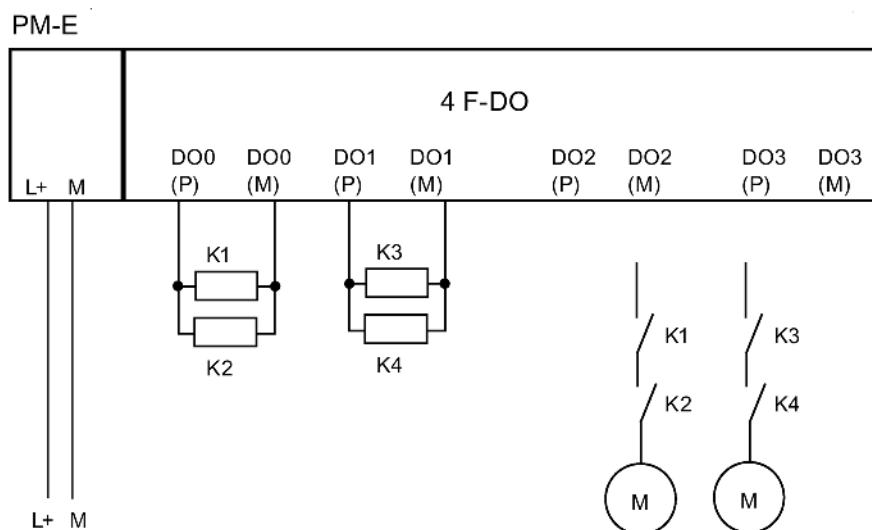 PM-E
4 F-DO
DO0 DO0 DO1 DO1 DO2 DO2 DO3 DO3
L+ M (P) (M) (P) (M) (P) (M) (P) (M)
K1 K3
K2 K4
K1 K3
K2 K4
M M
L+ M